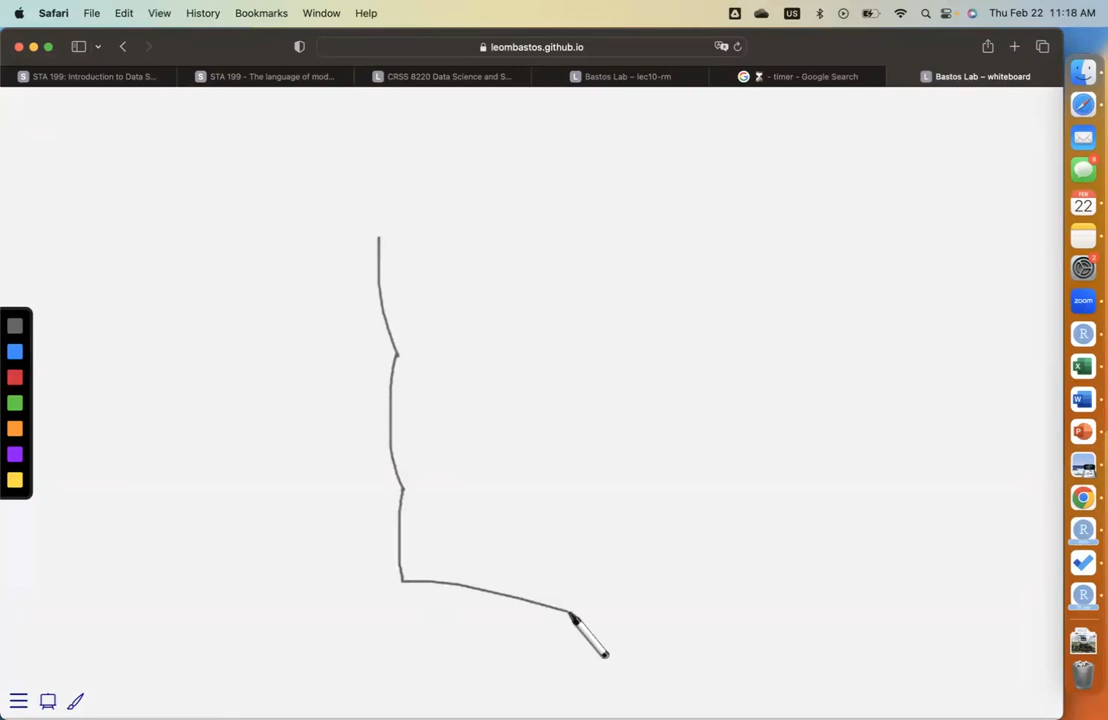 Safari File Edit View History Bookmarks Window Help US Thu Feb 22 11:18 AM
leombastos.github.io
STA 199: Introduction to Data S... STA 199 - The language of mod... CRSS 8220 Data Science and S... Bastos Lab – lec10-rm - timer - Google Search Bastos Lab – whiteboard
FEB
22
zoom
R
R
R